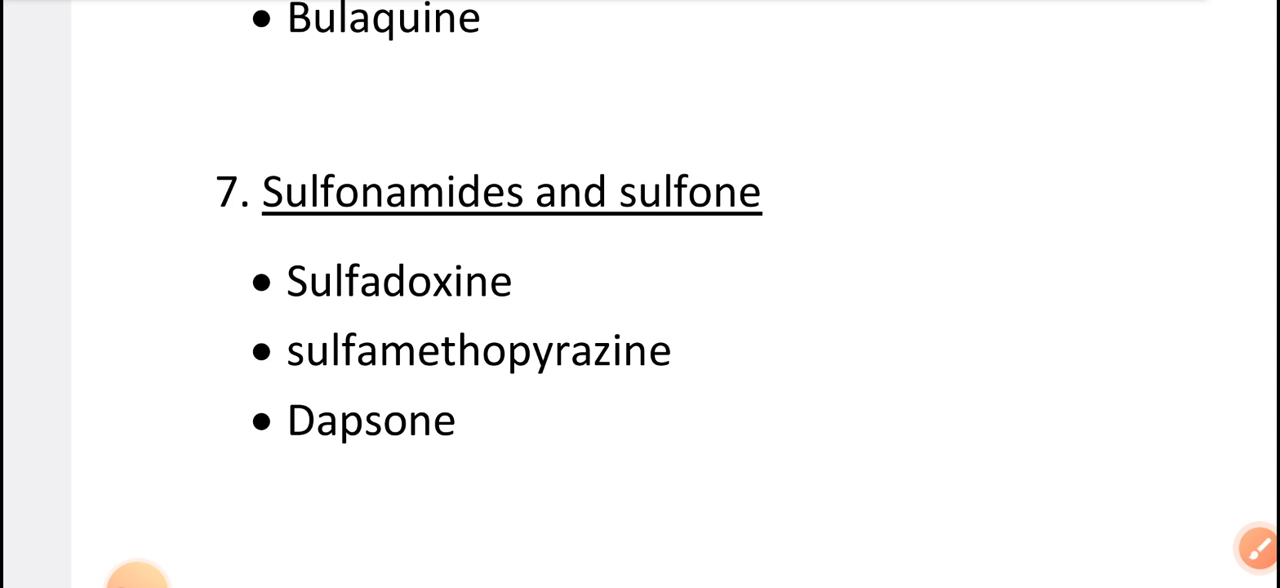 • Bulaquine
7. Sulfonamides and sulfone
• Sulfadoxine
• sulfamethopyrazine
• Dapsone